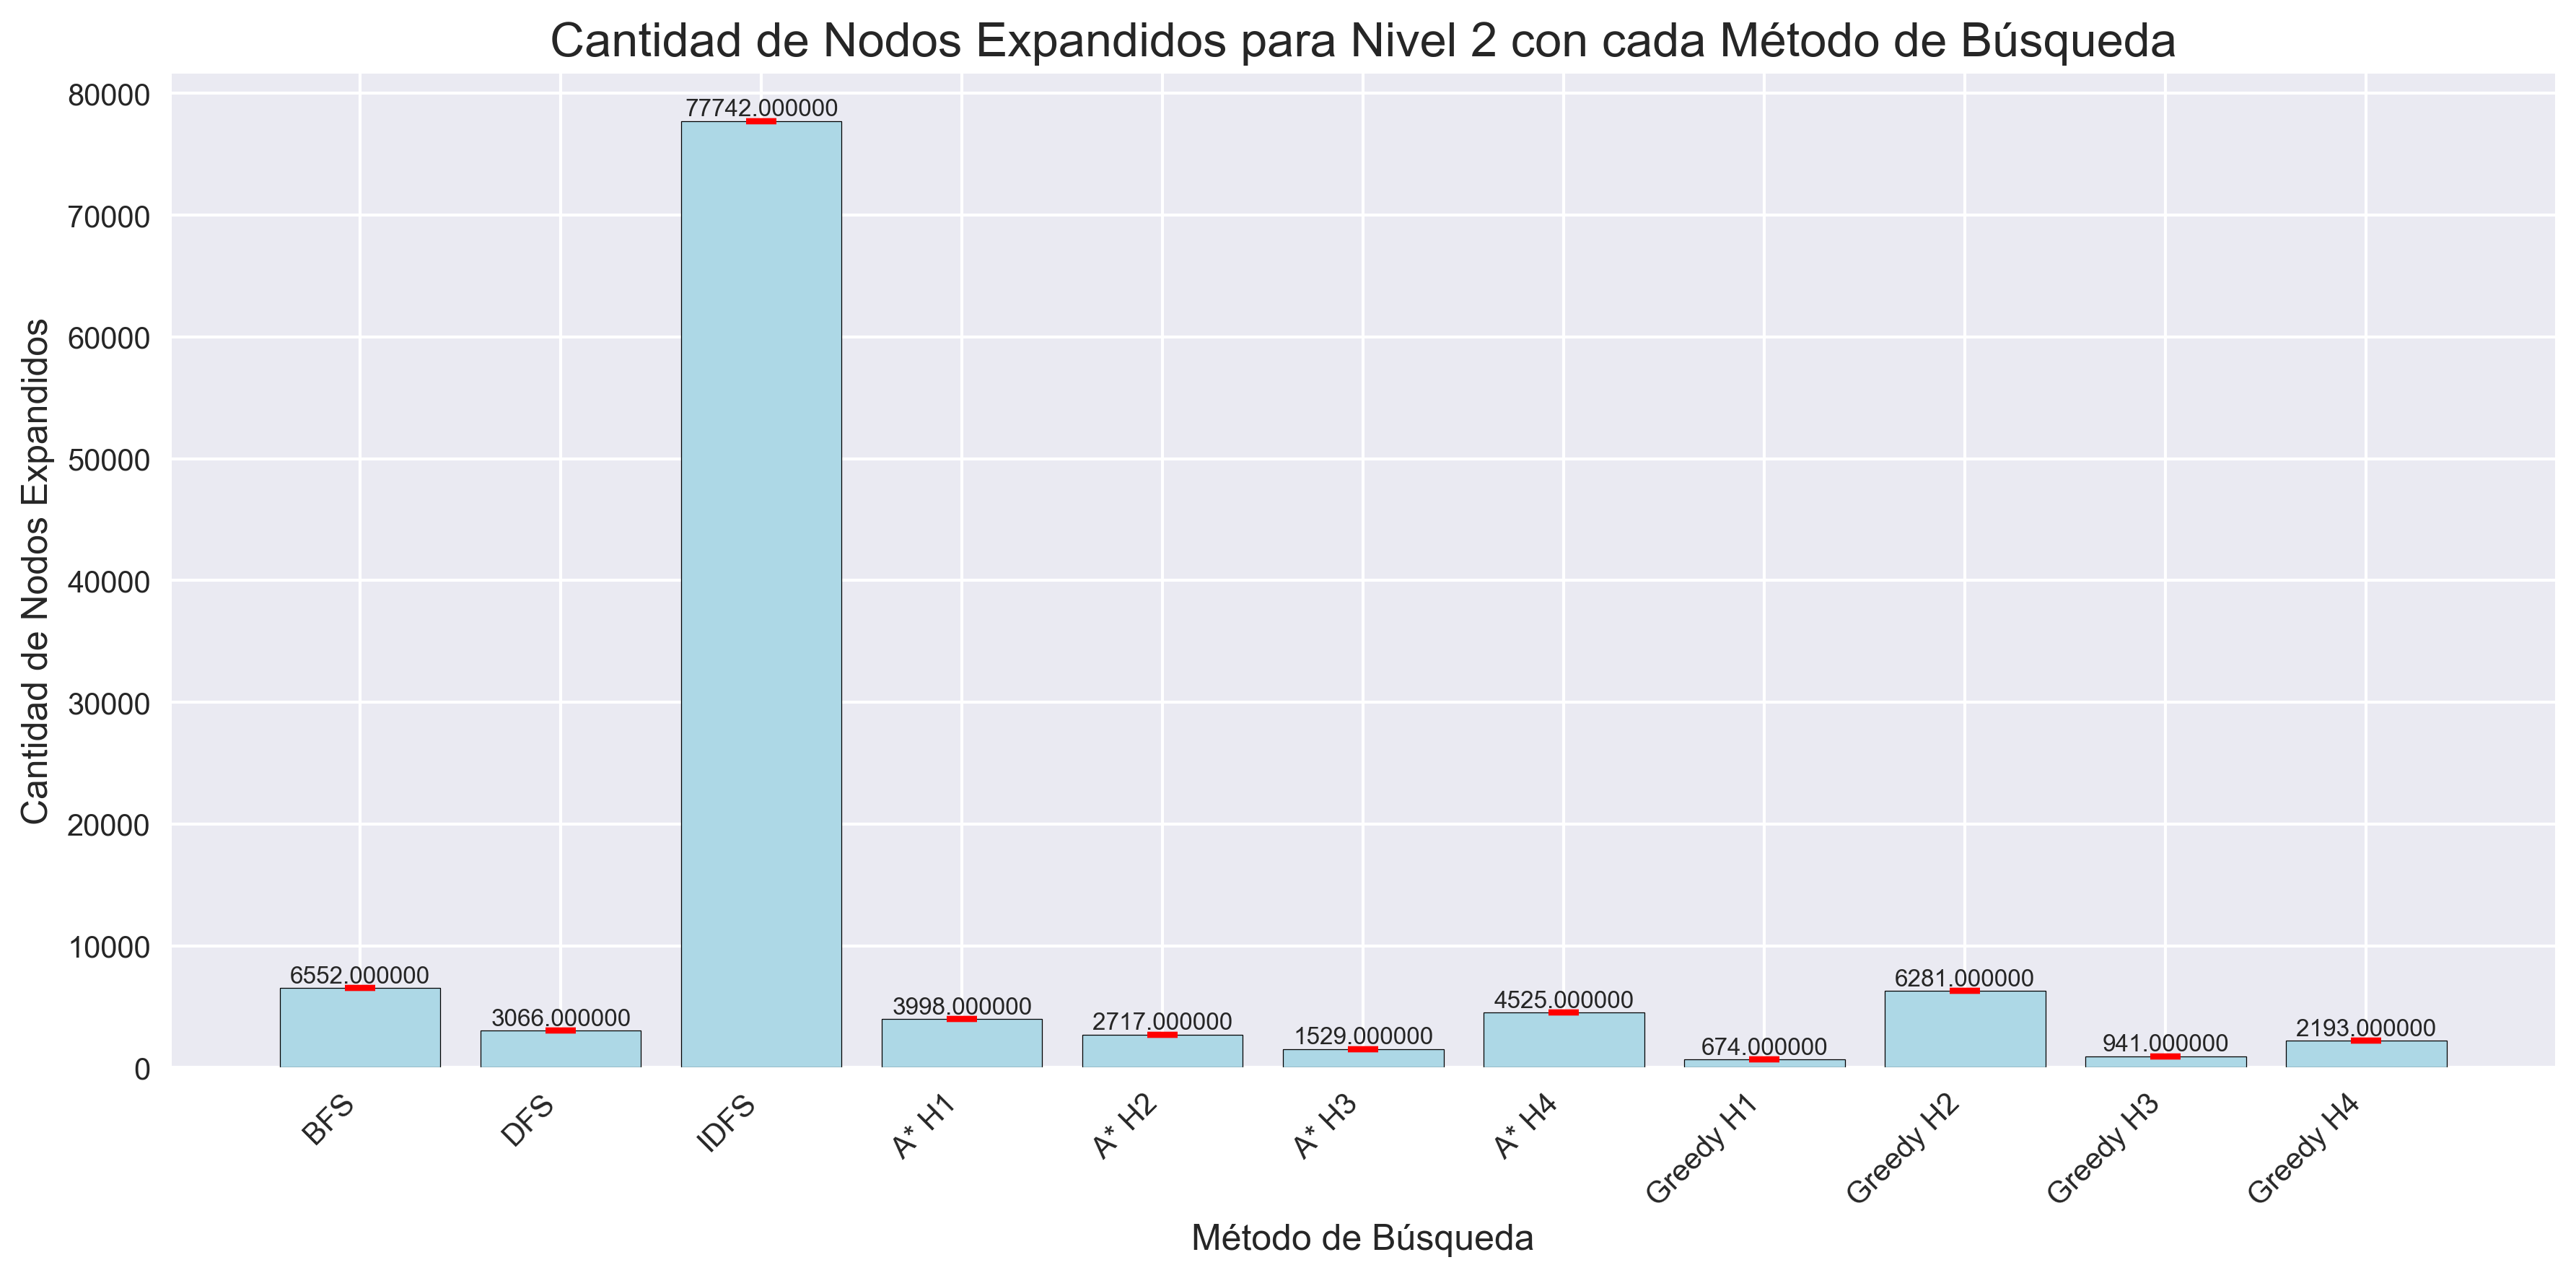 Cantidad de Nodos Expandidos para Nivel 2 con cada Método de Búsqueda
Cantidad de Nodos Expandidos
80000
70000
60000
50000
40000
30000
20000
10000
0
6552.000000
3066.000000
77742.000000
3998.000000
2717.000000
1529.000000
4525.000000
674.000000
6281.000000
941.000000
2193.000000
BFS
DFS
IDFS
A* H1
A* H2
A* H3
A* H4
Greedy H1
Greedy H2
Greedy H3
Greedy H4
Método de Búsqueda